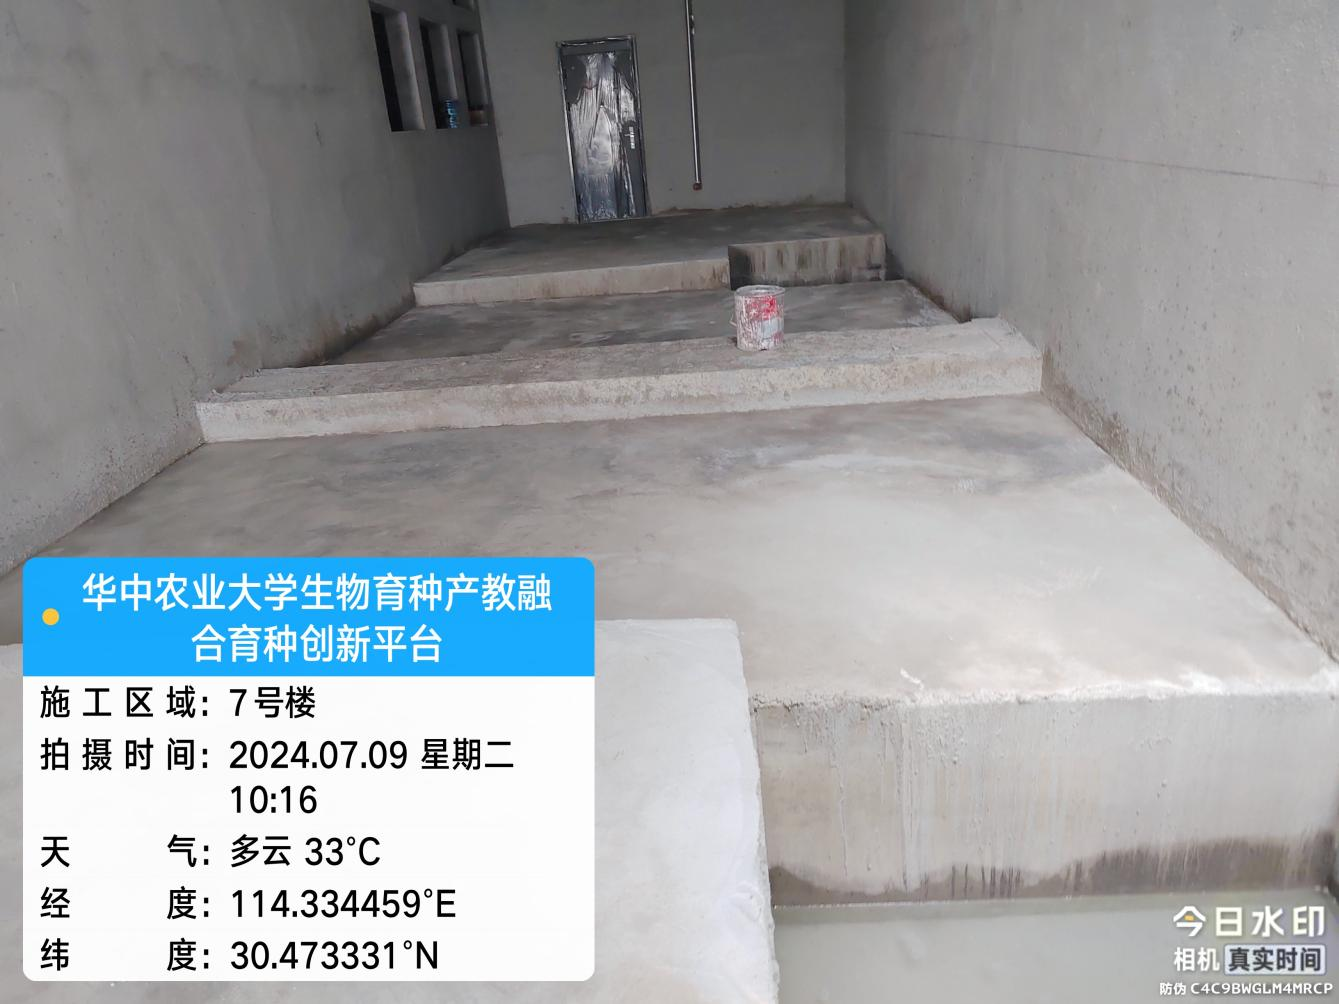 华中农业大学生物育种产教融
合育种创新平台
施工区域：7号楼
拍摄时间：2024.07.09 星期二
10:16
天气：多云 33°C
经度：114.334459°E
纬度：30.473331°N
今日水印
相机 真实时间
防伪 C4C9BWGLM4MRCP